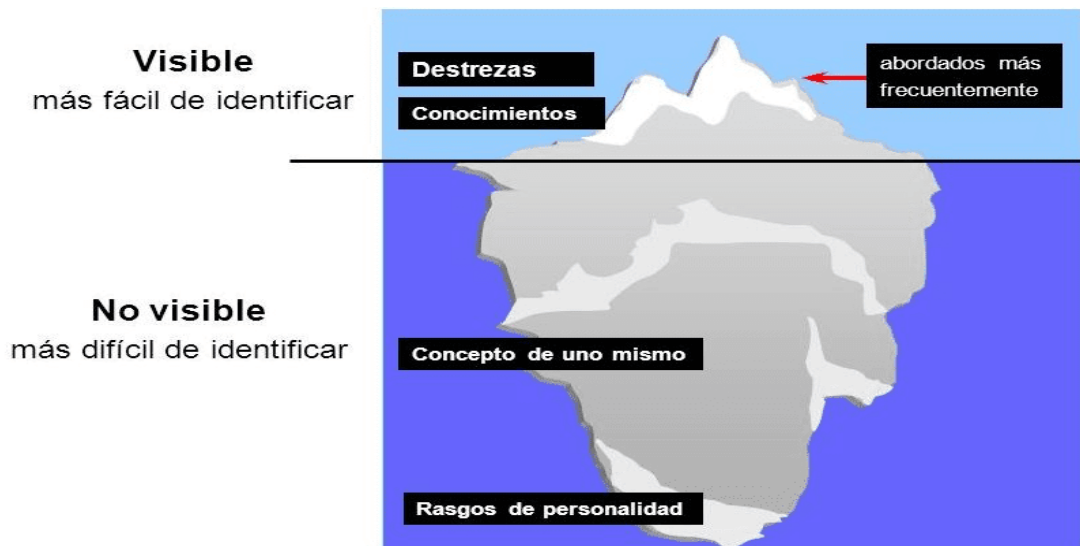 Visible
más fácil de identificar
Destrezas
Conocimientos
abordados más
frecuentemente
No visible
más difícil de identificar
Concepto de uno mismo
Rasgos de personalidad